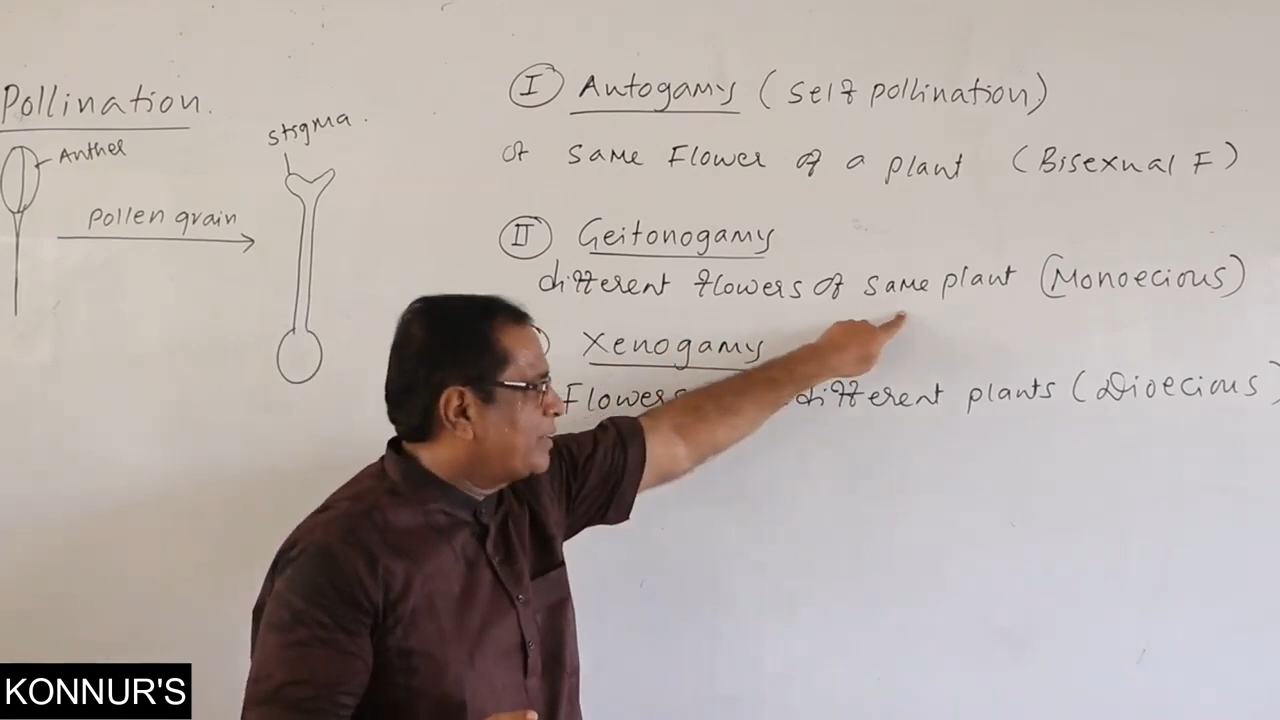 Pollination.
Anther
Stigma.
Pollen grain
I Autogamy (Self pollination)
of same Flower of a plant (Bisexual F)
II Geitonogamy
different flowers of same plant (Monoecious)
Xenogamy
Flowers different plants (Dioecious)
KONNUR'S